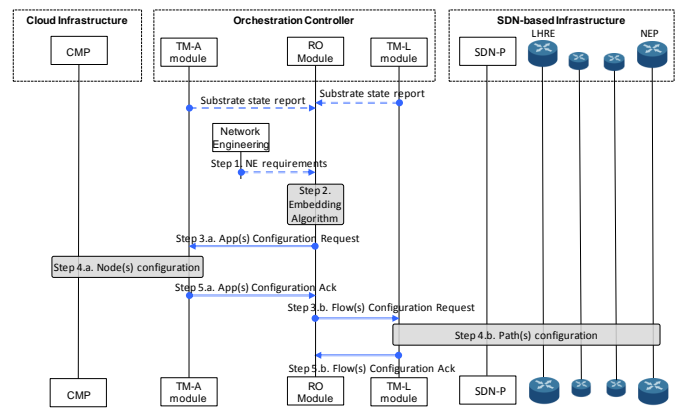 Cloud Infrastructure
Orchestration Controller
SDN-based Infrastructure
CMP
TM-A
module
RO
Module
TM-L
module
SDN-P
LHRE
NEP
Substrate state report
Substrate state report
Network
Engineering
Step 1. NE requirements
Step 2.
Embedding
Algorithm
Step 3.a. App(s) Configuration Request
Step 4.a. Node(s) configuration
Step 5.a. App(s) Configuration Ack
Step 3.b. Flow(s) Configuration Request
Step 4.b. Path(s) configuration
Step 5.b. Flow(s) Configuration Ack
CMP
TM-A
module
RO
Module
TM-L
module
SDN-P